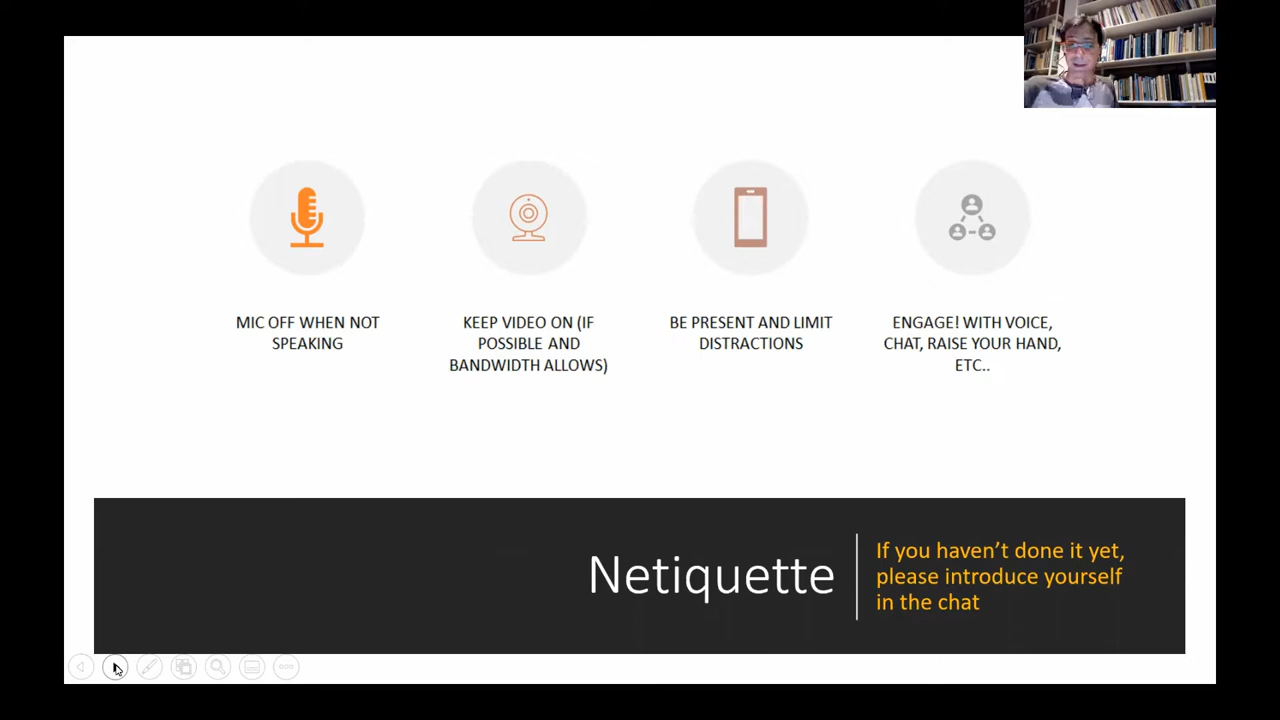 MIC OFF WHEN NOT
SPEAKING
KEEP VIDEO ON (IF
POSSIBLE AND
BANDWIDTH ALLOWS)
BE PRESENT AND LIMIT
DISTRACTIONS
ENGAGE! WITH VOICE,
CHAT, RAISE YOUR HAND,
ETC..
Netiquette
If you haven’t done it yet,
please introduce yourself
in the chat